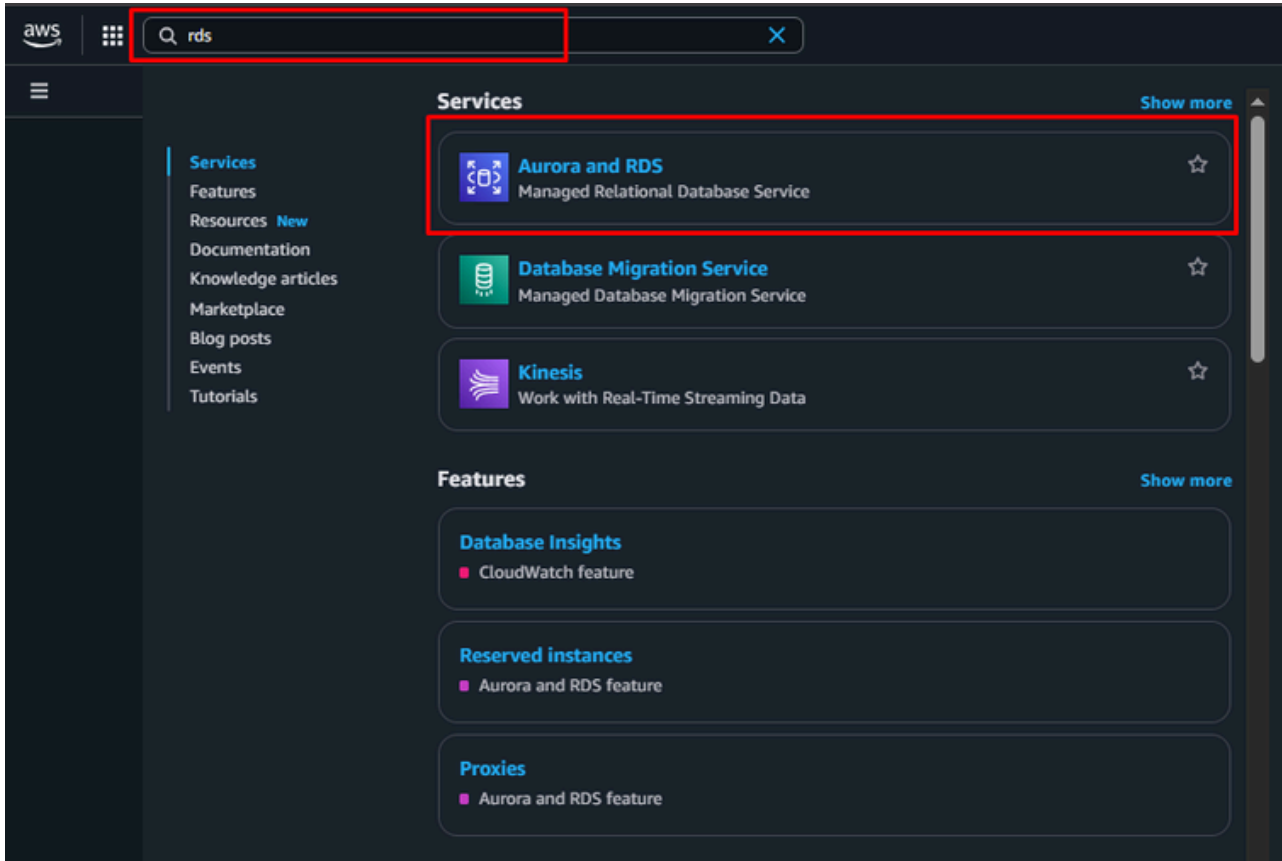 aws
rds
Services
Show more
Services
Features
Resources New
Documentation
Knowledge articles
Marketplace
Blog posts
Events
Tutorials
Aurora and RDS
Managed Relational Database Service
Database Migration Service
Managed Database Migration Service
Kinesis
Work with Real-Time Streaming Data
Features
Show more
Database Insights
CloudWatch feature
Reserved instances
Aurora and RDS feature
Proxies
Aurora and RDS feature